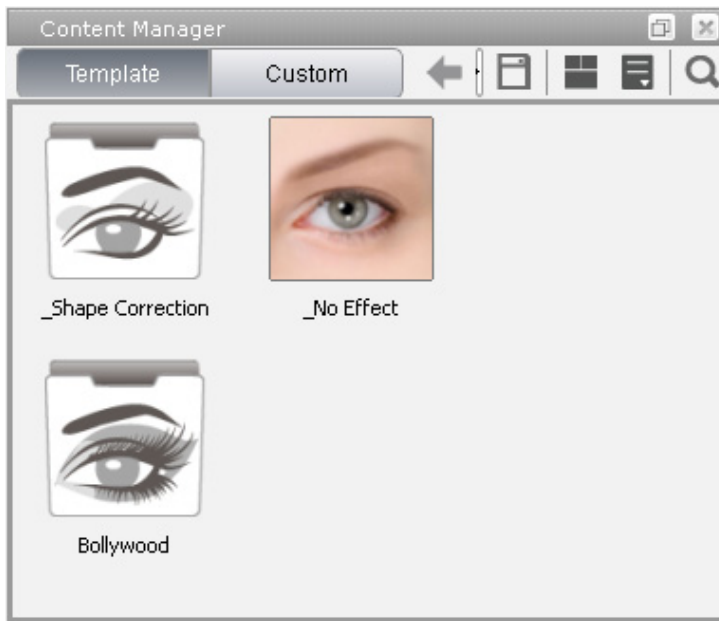 Content Manager
Template Custom
_Shape Correction _No Effect
Bollywood